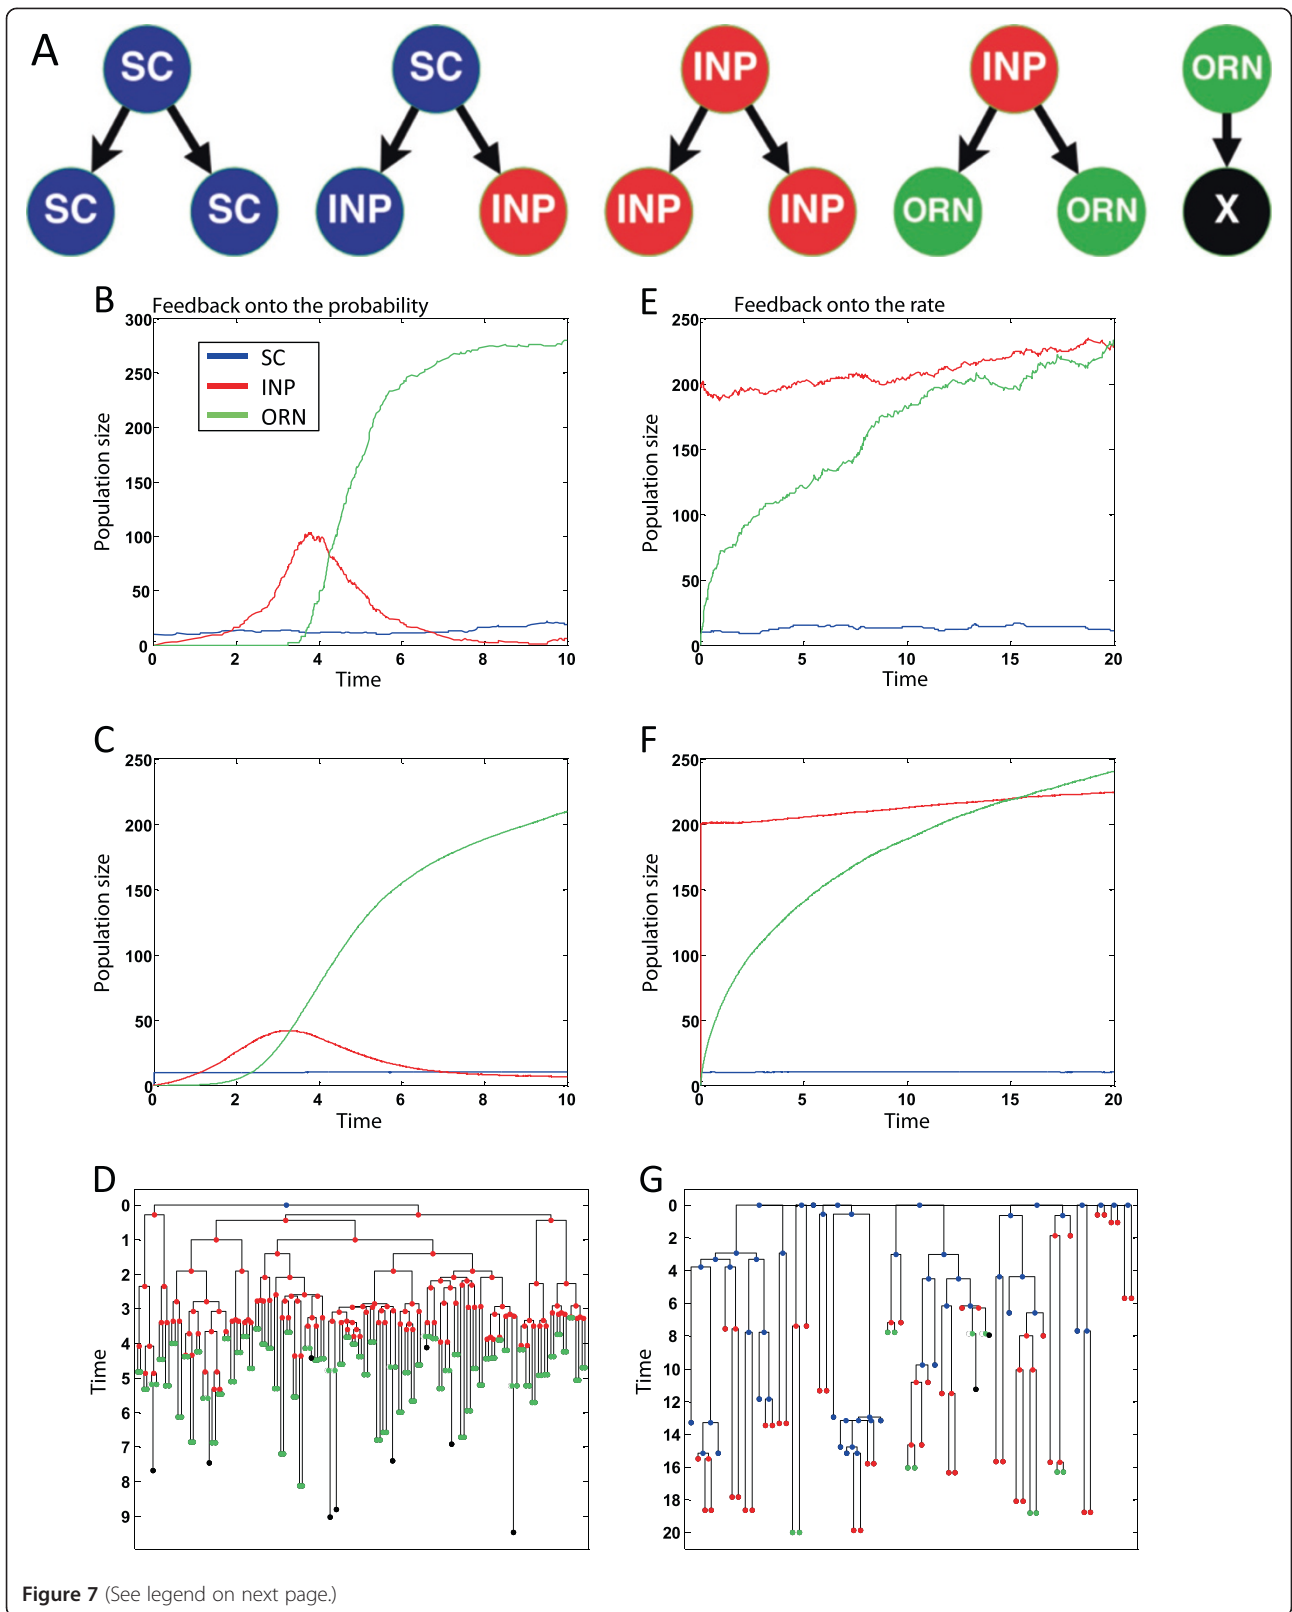 A
SC SC INP INP ORN
SC SC INP INP INP INP ORN ORN X
B Feedback onto the probability
300
250
200
150
100
50
0
Population size
SC
INP
ORN
0 2 4 6 8 10
Time
E Feedback onto the rate
250
200
150
100
50
0
Population size
0 5 10 15 20
Time
C
250
200
150
100
50
0
Population size
0 2 4 6 8 10
Time
F
250
200
150
100
50
0
Population size
0 5 10 15 20
Time
D
0
1
2
3
4
5
6
7
8
9
Time
G
0
2
4
6
8
10
12
14
16
18
20
Time
Figure 7 (See legend on next page.)